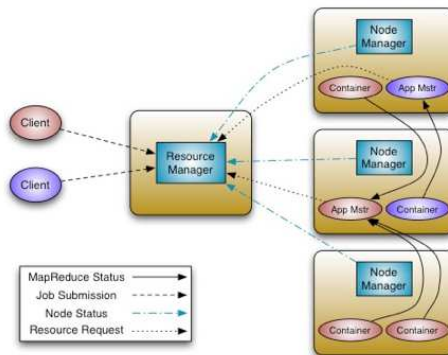 Node
Manager
Container
App Mstr
Client
Resource
Manager
Client
Node
Manager
App Mstr
Container
Node
Manager
Container
Container
MapReduce Status
Job Submission
Node Status
Resource Request